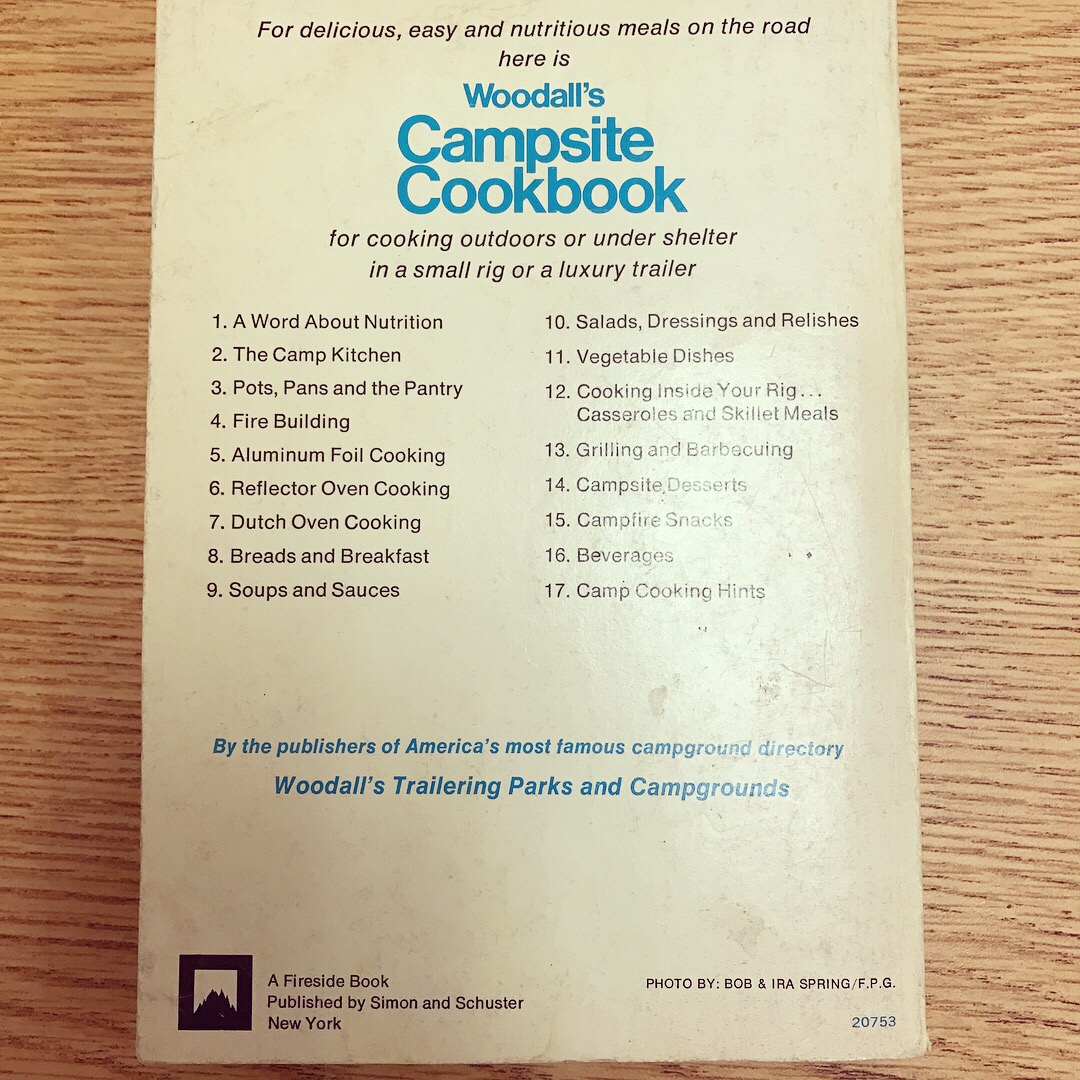 For delicious, easy and nutritious meals on the road
here is
Woodall's
Campsite
Cookbook
for cooking outdoors or under shelter
in a small rig or a luxury trailer
1. A Word About Nutrition
2. The Camp Kitchen
3. Pots, Pans and the Pantry
4. Fire Building
5. Aluminum Foil Cooking
6. Reflector Oven Cooking
7. Dutch Oven Cooking
8. Breads and Breakfast
9. Soups and Sauces
10. Salads, Dressings and Relishes
11. Vegetable Dishes
12. Cooking Inside Your Rig...
Casseroles and Skillet Meals
13. Grilling and Barbecuing
14. Campsite Desserts
15. Campfire Snacks
16. Beverages
17. Camp Cooking Hints
By the publishers of America's most famous campground directory
Woodall's Trailering Parks and Campgrounds
A Fireside Book
Published by Simon and Schuster
New York
PHOTO BY: BOB & IRA SPRING/F.P.G.
20753